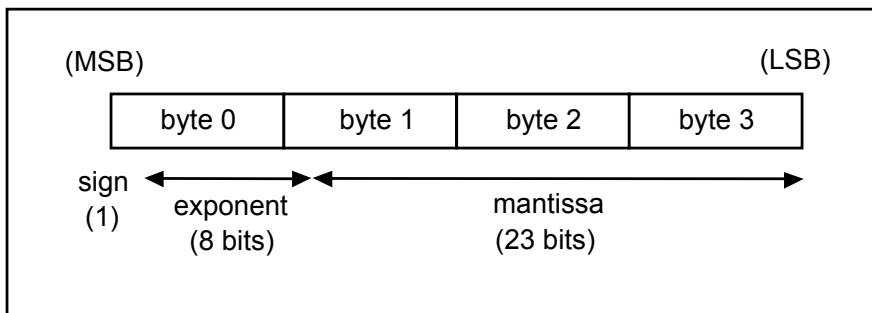 (MSB) (LSB)
byte 0 byte 1 byte 2 byte 3
sign
(1)
exponent
(8 bits)
mantissa
(23 bits)